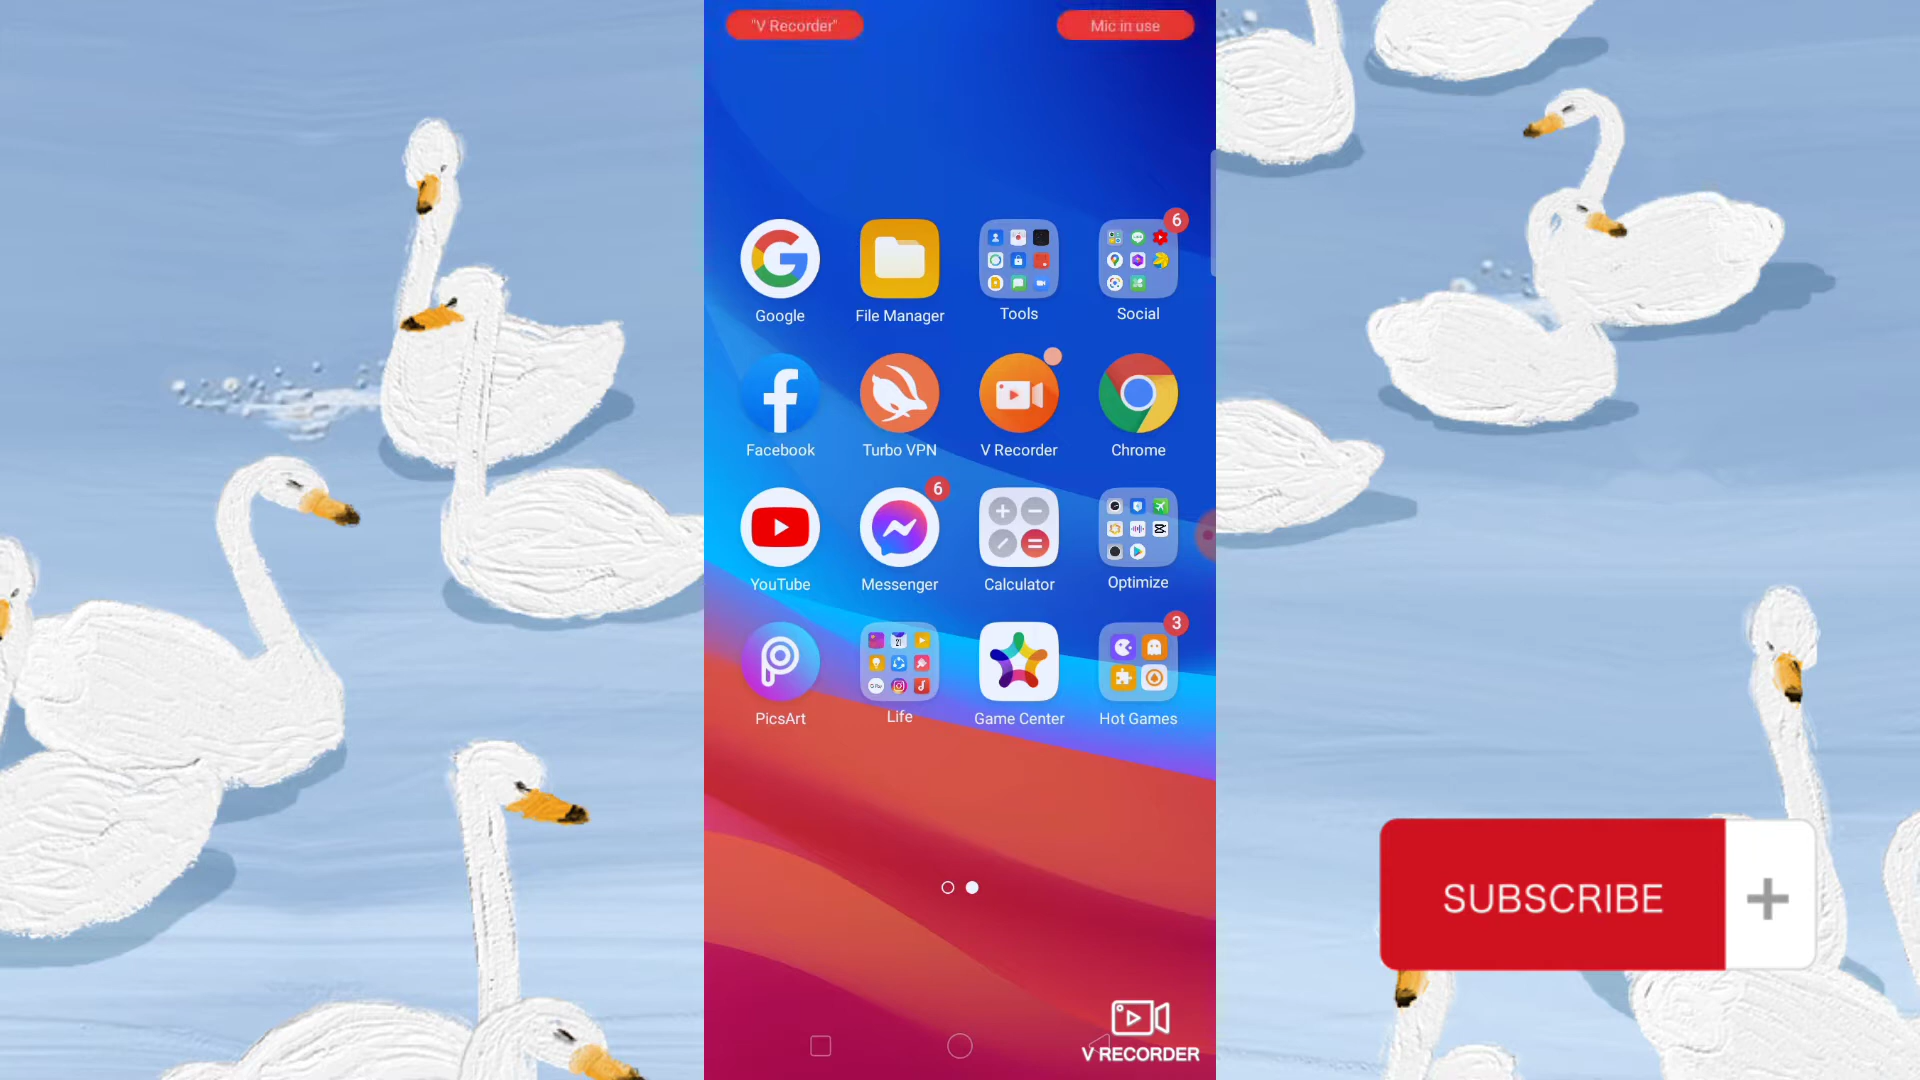 "V Recorder"
Mic in use
6
Google
File Manager
Tools
Social
Facebook
Turbo VPN
V Recorder
Chrome
6
YouTube
Messenger
Calculator
Optimize
3
PicsArt
Life
Game Center
Hot Games
SUBSCRIBE
V RECORDER